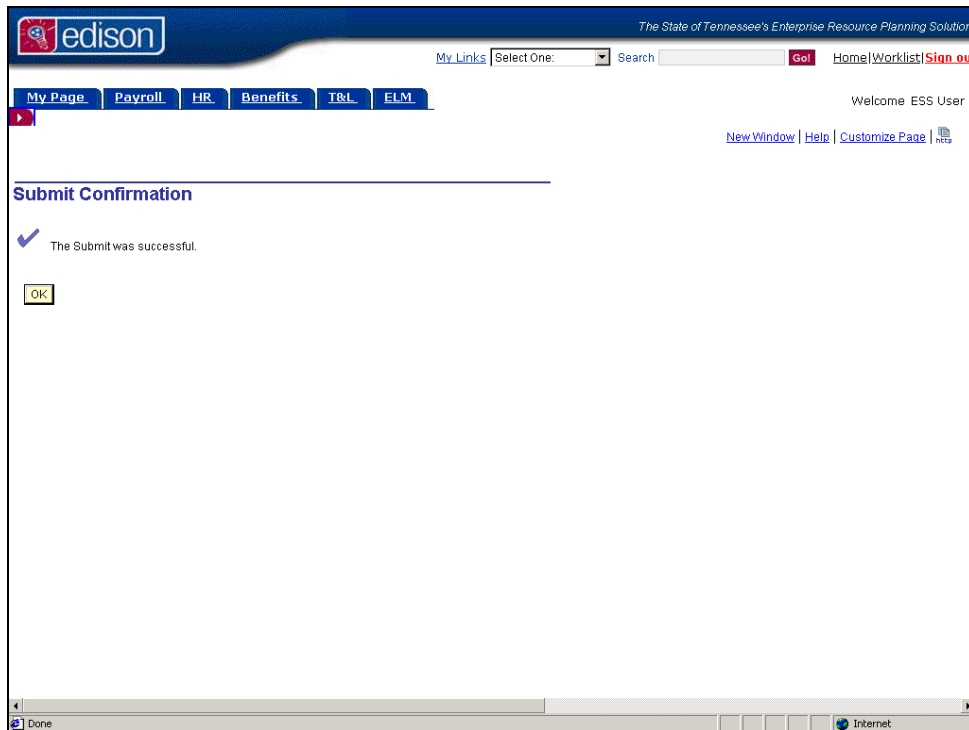 edison
The State of Tennessee's Enterprise Resource Planning Solution
My Links Select One: Search Go! Home|Worklist|Sign ou
My Page Payroll HR Benefits T&L ELM
Welcome ESS User
New Window | Help | Customize Page | http
Submit Confirmation
The Submit was successful.
OK
Done Internet